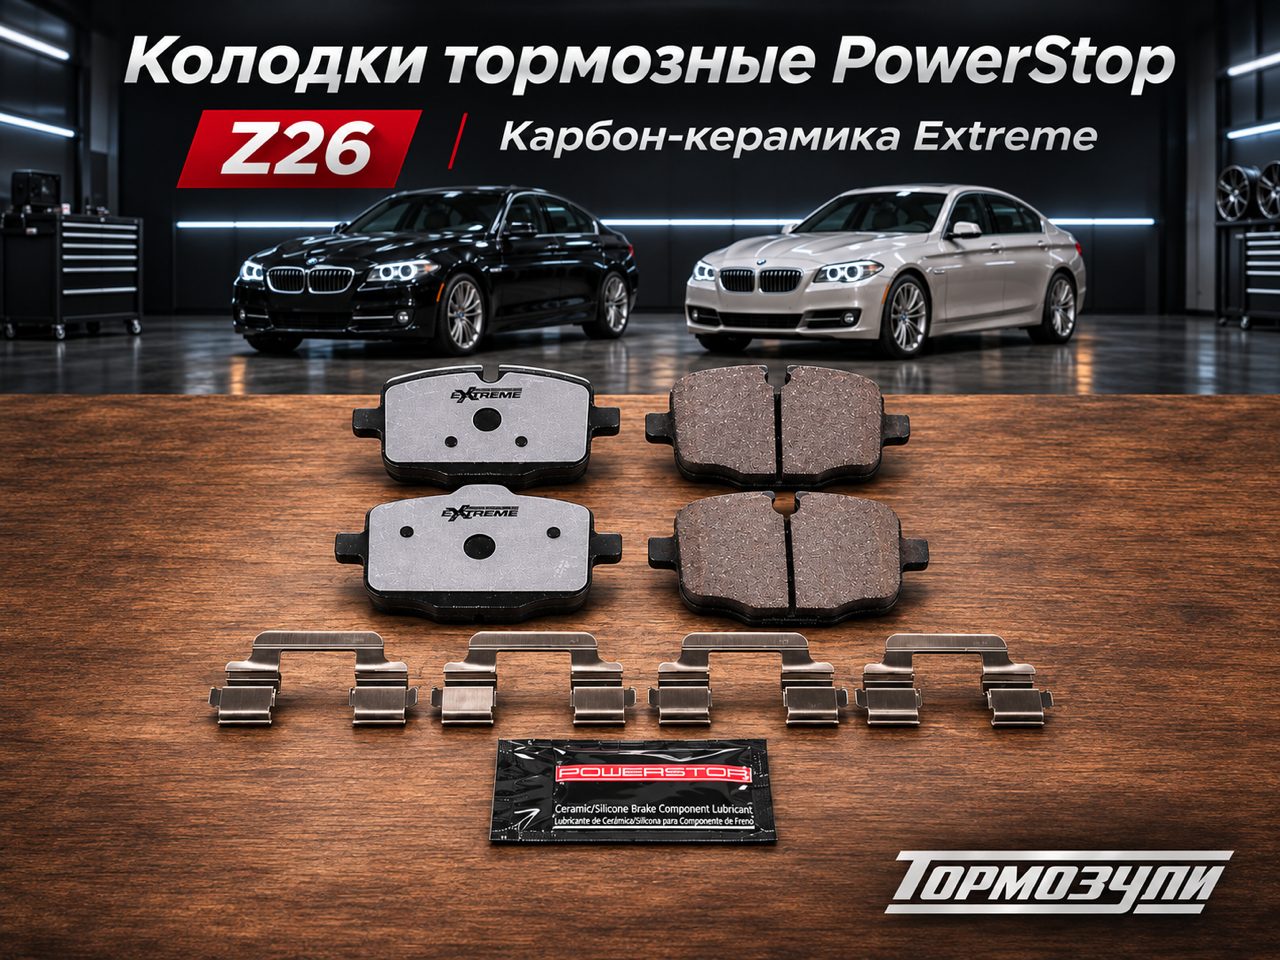 Колодки тормозные PowerStop
Z26
Карбон-керамика Extreme
EXTREME
EXTREME
POWERSTOP
Ceramic/Silicone Brake Component Lubricant
Lubricante de Cerámica/Silicona para Componente de Freno
ТОРМОЗУПИ